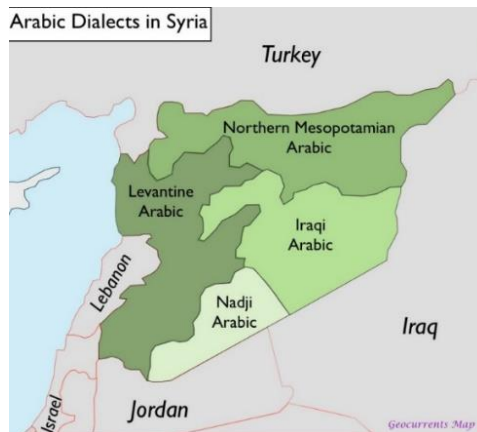 Arabic Dialects in Syria
Turkey
Northern Mesopotamian
Arabic
Levantine
Arabic
Iraqi
Arabic
Lebanon
Nadji
Arabic
Iraq
Israel
Jordan
Geocurrents Map